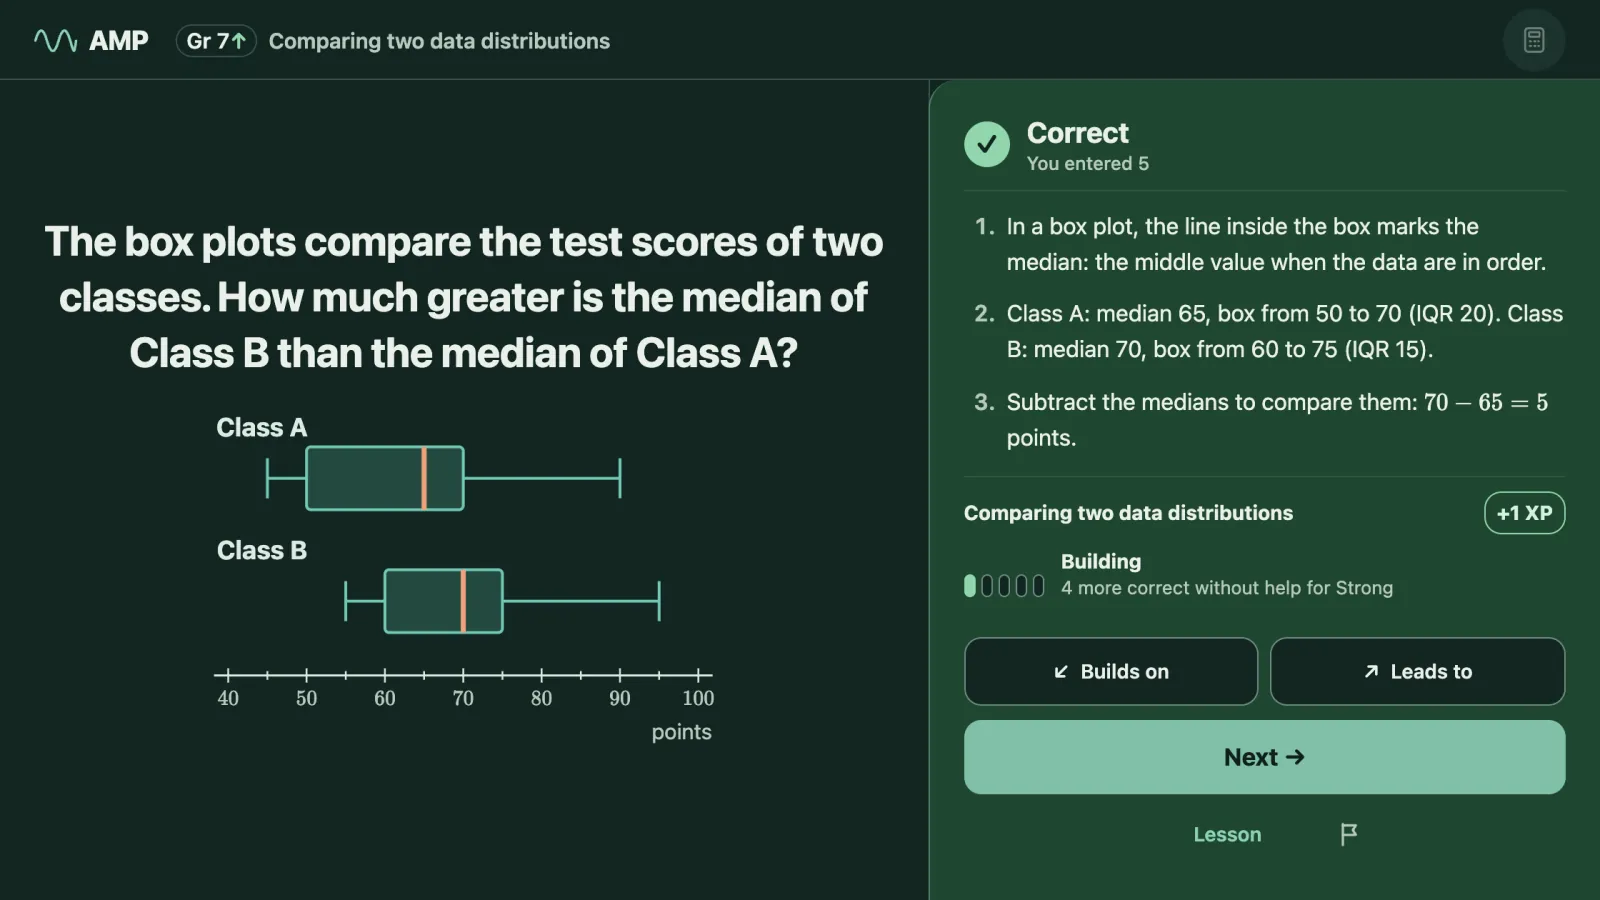 AMP
Gr 7↑
Comparing two data distributions
The box plots compare the test scores of two
classes. How much greater is the median of
Class B than the median of Class A?
Class A
Class B
40 50 60 70 80 90 100
points
Correct
You entered 5
1. In a box plot, the line inside the box marks the
median: the middle value when the data are in order.
2. Class A: median 65, box from 50 to 70 (IQR 20). Class
B: median 70, box from 60 to 75 (IQR 15).
3. Subtract the medians to compare them: 70 − 65 = 5
points.
Comparing two data distributions
+1 XP
Building
4 more correct without help for Strong
↙ Builds on
↗ Leads to
Next →
Lesson